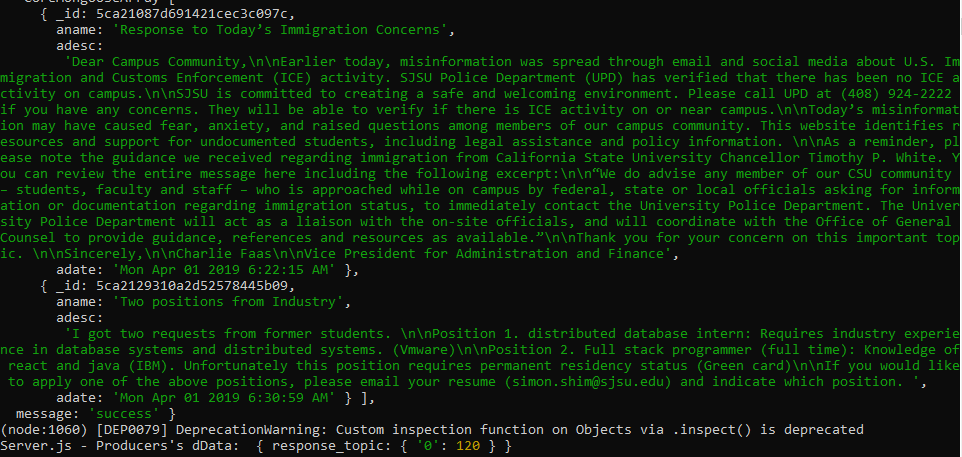 CoreMongooseArray [
{ _id: 5ca21087d691421cec3c097c,
aname: 'Response to Today’s Immigration Concerns',
adesc:
'Dear Campus Community,\n\nEarlier today, misinformation was spread through email and social media about U.S. Im
migration and Customs Enforcement (ICE) activity. SJSU Police Department (UPD) has verified that there has been no ICE a
ctivity on campus.\n\nSJSU is committed to creating a safe and welcoming environment. Please call UPD at (408) 924-2222
if you have any concerns. They will be able to verify if there is ICE activity on or near campus.\n\nToday’s misinformat
ion may have caused fear, anxiety, and raised questions among members of our campus community. This website identifies r
esources and support for undocumented students, including legal assistance and policy information. \n\nAs a reminder, pl
ease note the guidance we received regarding immigration from California State University Chancellor Timothy P. White. Y
ou can review the entire message here including the following excerpt:\n\n“We do advise any member of our CSU community
– students, faculty and staff – who is approached while on campus by federal, state or local officials asking for inform
ation or documentation regarding immigration status, to immediately contact the University Police Department. The Univer
sity Police Department will act as a liaison with the on-site officials, and will coordinate with the Office of General
Counsel to provide guidance, references and resources as available.”\n\nThank you for your concern on this important top
ic. \n\nSincerely,\n\nCharlie Faas\n\nVice President for Administration and Finance',
adate: 'Mon Apr 01 2019 6:22:15 AM' },
{ _id: 5ca2129310a2d52578445b09,
aname: 'Two positions from Industry',
adesc:
'I got two requests from former students. \n\nPosition 1. distributed database intern: Requires industry experie
nce in database systems and distributed systems. (Vmware)\n\nPosition 2. Full stack programmer (full time): Knowledge of
react and java (IBM). Unfortunately this position requires permanent residency status (Green card)\n\nIf you would like
to apply one of the above positions, please email your resume (simon.shim@sjsu.edu) and indicate which position. ',
adate: 'Mon Apr 01 2019 6:30:59 AM' } ],
message: 'success' }
(node:1060) [DEP0079] DeprecationWarning: Custom inspection function on Objects via .inspect() is deprecated
Server.js - Producers's dData:  { response_topic: { '0': 120 } }